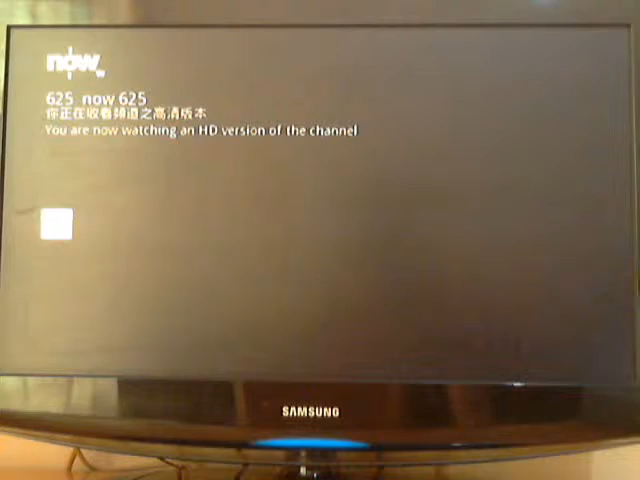 now
625 now 625
你正在收看頻道之高清版本
You are now watching an HD version of the channel
SAMSUNG